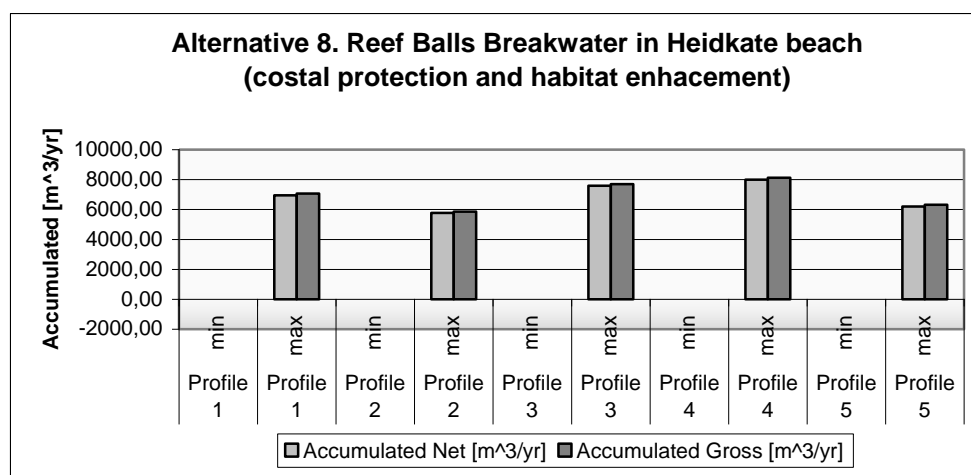 Alternative 8. Reef Balls Breakwater in Heidkate beach
(costal protection and habitat enhacement)
Accumulated [m^3/yr]
10000,00
8000,00
6000,00
4000,00
2000,00
0,00
-2000,00
min max min max min max min max min max
Profile Profile Profile Profile Profile Profile Profile Profile Profile Profile
1 1 2 2 3 3 4 4 5 5
Accumulated Net [m^3/yr] Accumulated Gross [m^3/yr]